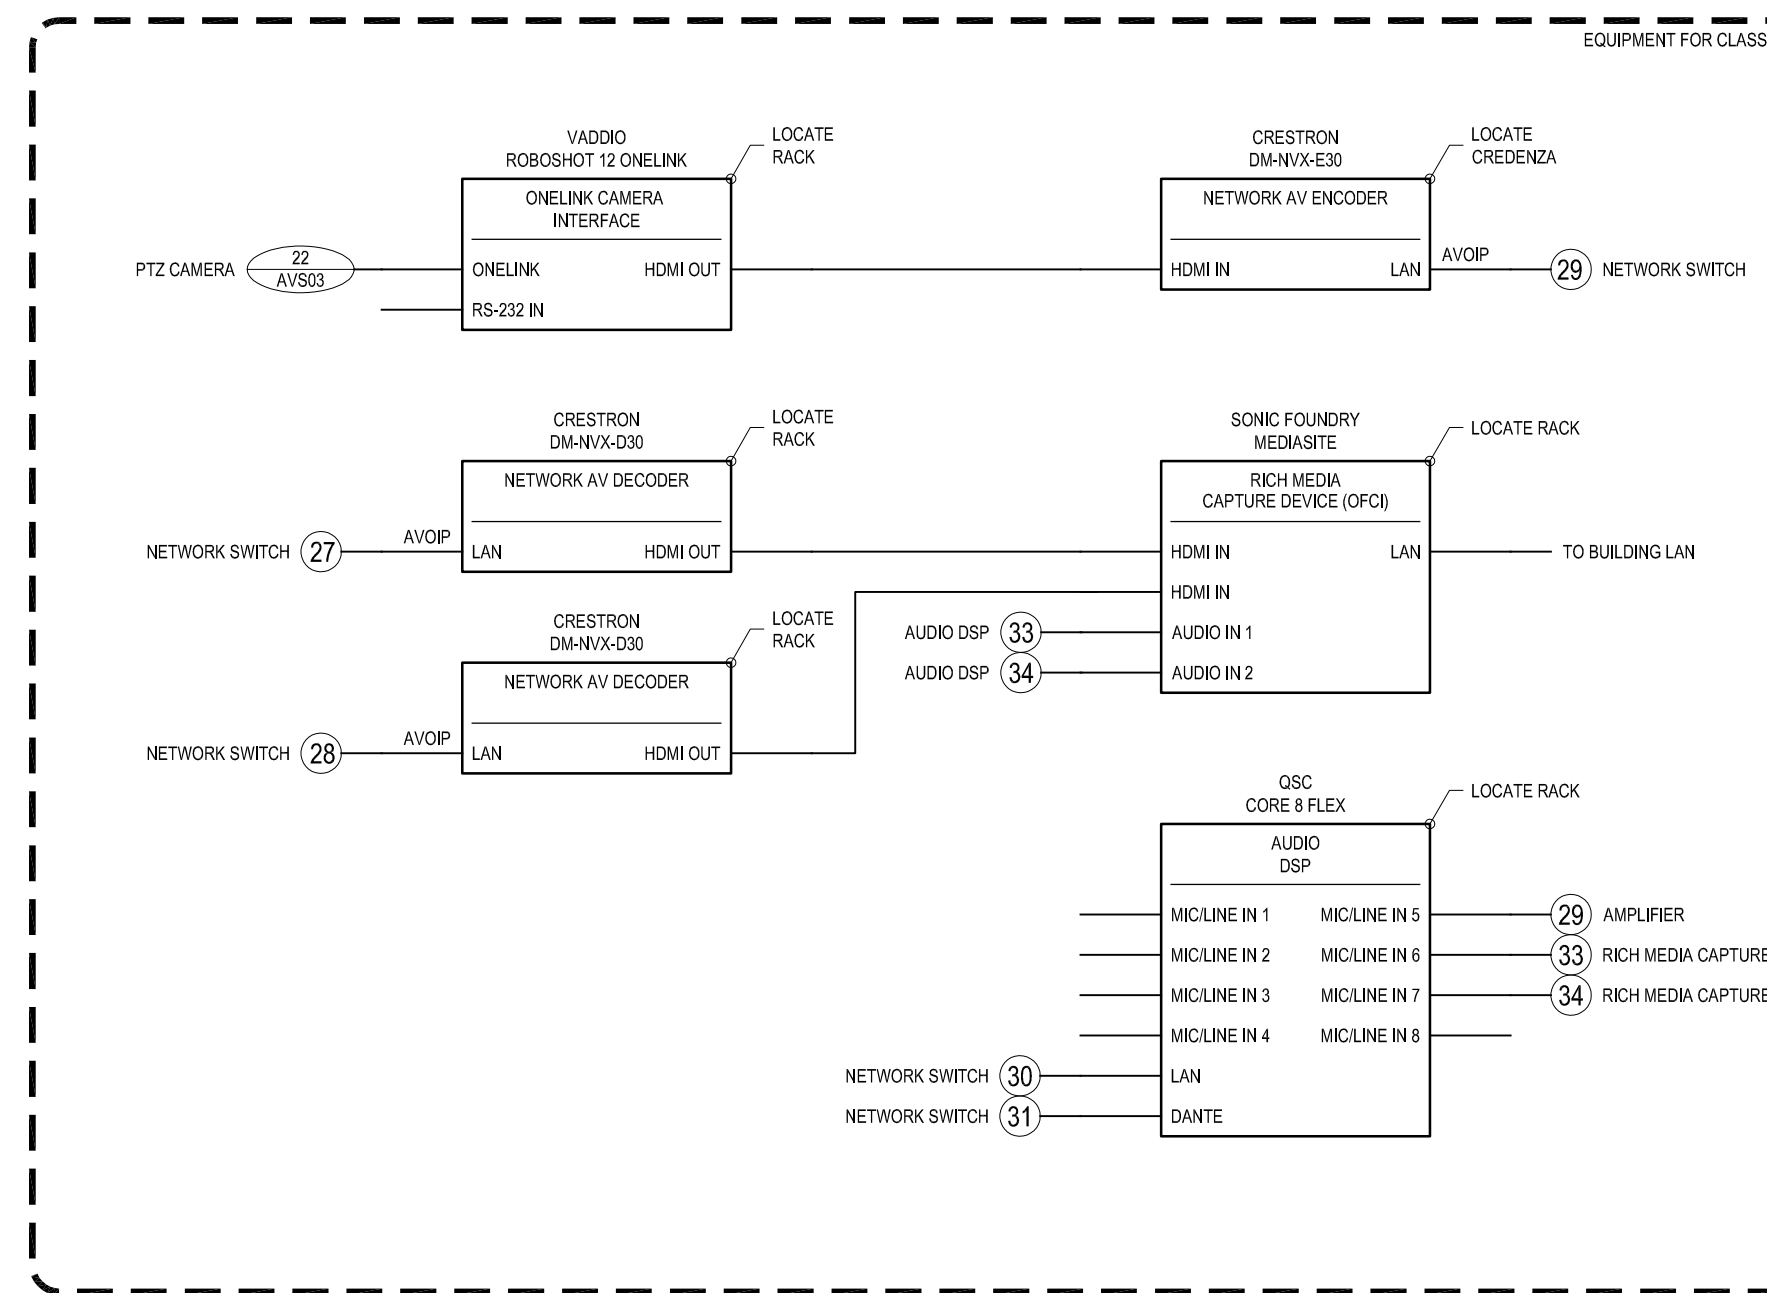 EQUIPMENT FOR CLASS
VADDIO
ROBOSHOT 12 ONELINK
LOCATE
RACK
ONELINK CAMERA
INTERFACE
PTZ CAMERA
22
AVS03
ONELINK
HDMI OUT
RS-232 IN
CRESTRON
DM-NVX-E30
LOCATE
CREDENZA
NETWORK AV ENCODER
HDMI IN
LAN
AVOIP
29
NETWORK SWITCH
CRESTRON
DM-NVX-D30
LOCATE
RACK
NETWORK AV DECODER
NETWORK SWITCH
27
AVOIP
LAN
HDMI OUT
SONIC FOUNDRY
MEDIASITE
LOCATE RACK
RICH MEDIA
CAPTURE DEVICE (OFCI)
HDMI IN
LAN
TO BUILDING LAN
HDMI IN
AUDIO DSP
33
AUDIO IN 1
AUDIO DSP
34
AUDIO IN 2
CRESTRON
DM-NVX-D30
LOCATE
RACK
NETWORK AV DECODER
NETWORK SWITCH
28
AVOIP
LAN
HDMI OUT
QSC
CORE 8 FLEX
LOCATE RACK
AUDIO
DSP
MIC/LINE IN 1
MIC/LINE IN 5
29
AMPLIFIER
MIC/LINE IN 2
MIC/LINE IN 6
33
RICH MEDIA CAPTURE
MIC/LINE IN 3
MIC/LINE IN 7
34
RICH MEDIA CAPTURE
MIC/LINE IN 4
MIC/LINE IN 8
NETWORK SWITCH
30
LAN
NETWORK SWITCH
31
DANTE